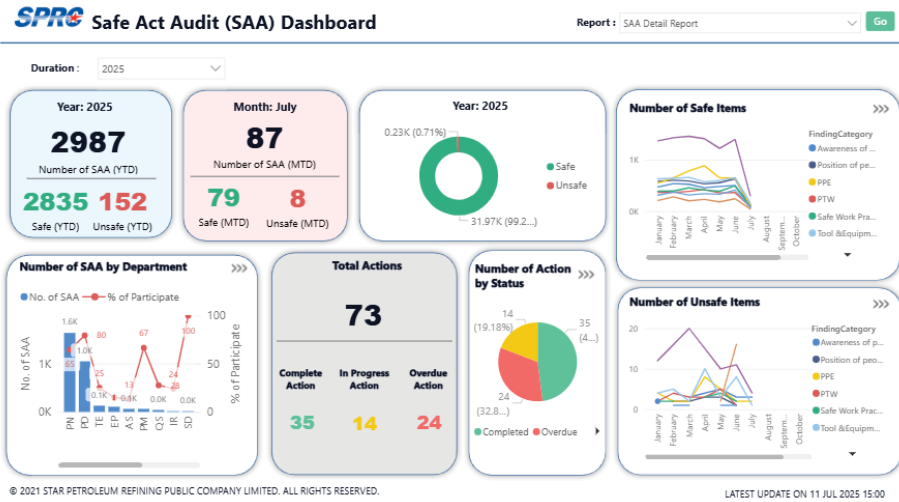 SPRC Safe Act Audit (SAA) Dashboard
Report : SAA Detail Report Go
Duration : 2025
Year: 2025
2987
Number of SAA (YTD)
2835 152
Safe (YTD) Unsafe (YTD)
Month: July
87
Number of SAA (MTD)
79 8
Safe (MTD) Unsafe (MTD)
Year: 2025
0.23K (0.71%)
Safe
Unsafe
31.97K (99.2...)
Number of Safe Items
1K
0K
January
February
March
April
May
June
July
August
Septem...
October
FindingCategory
Awareness of ...
Position of pe...
PPE
PTW
Safe Work Pra...
Tool &Equipm...
Number of SAA by Department
No. of SAA % of Participate
No. of SAA
1K
0K
1.6K
65
1.0K
80
25
0.1K
0.1K
13
67
0.0K
24
28
0.0K
100
100
50
0
% of Participate
PN
PD
TE
EP
AS
PM
QS
IR
SD
Total Actions
73
Complete Action
In Progress Action
Overdue Action
35 14 24
Number of Action
by Status
14
(19.18%)
35
(4...)
24
(32.8...)
Completed Overdue
Number of Unsafe Items
20
10
0
January
February
March
April
May
June
July
August
Septem...
October
FindingCategory
Awareness of p...
Position of peo...
PPE
PTW
Safe Work Prac...
Tool &Equipm...
© 2021 STAR PETROLEUM REFINING PUBLIC COMPANY LIMITED. ALL RIGHTS RESERVED.
LATEST UPDATE ON 11 JUL 2025 15:00